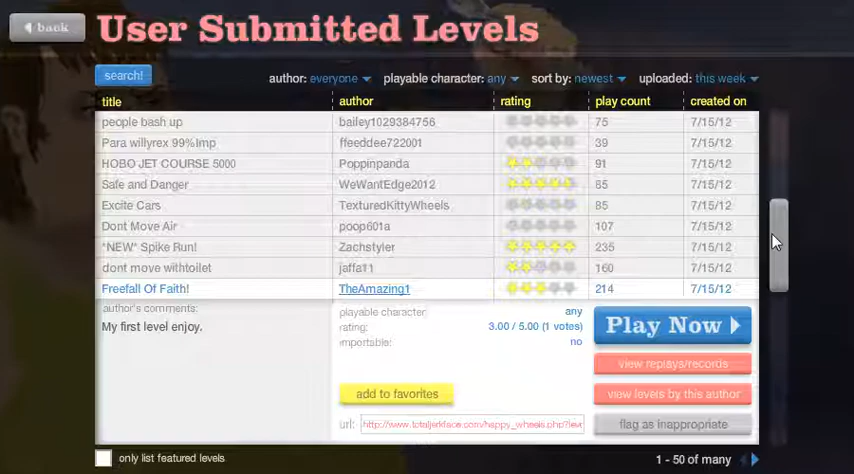 back
User Submitted Levels
search!
author: everyone playable character: any sort by: newest uploaded: this week
title author rating play count created on
people bash up bailey1029384756 75 7/15/12
Para willyrex 99%Imp ffeeddee722001 39 7/15/12
HOBO JET COURSE 5000 Poppinpanda 91 7/15/12
Safe and Danger WeWantEdge2012 85 7/15/12
Excite Cars TexturedKittyWheels 85 7/15/12
Dont Move Air poop601a 107 7/15/12
*NEW* Spike Run! Zachstyler 235 7/15/12
dont move withtoilet jaffa11 160 7/15/12
Freefall Of Faith! TheAmazing1 214 7/15/12
author's comments:
My first level enjoy.
playable character: any
rating: 3.00 / 5.00 (1 votes)
importable: no
Play Now
view replays/records
add to favorites
view levels by this author
url: http://www.totaljerkface.com/happy_wheels.php?leve
flag as inappropriate
only list featured levels
1 - 50 of many